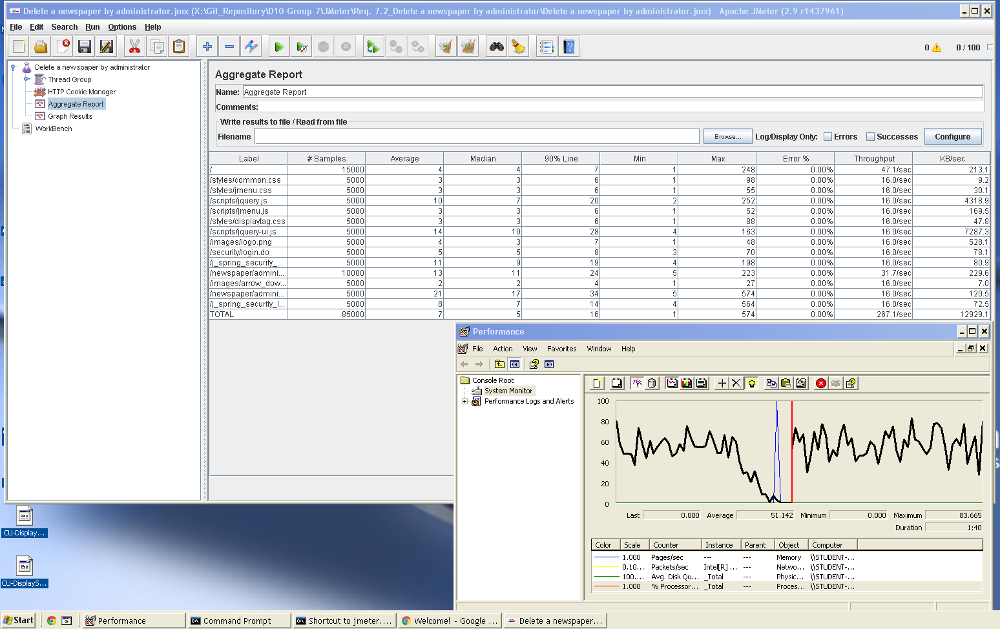 Delete a newspaper by administrator.jmx (X:\Git_Repository\D10-Group-7\JMeter\Req. 7.2_Delete a newspaper by administrator\Delete a newspaper by administrator.jmx) - Apache JMeter (2.9 r1437961)
File Edit Search Run Options Help
0 0 / 100
Delete a newspaper by administrator
Thread Group
HTTP Cookie Manager
Aggregate Report
Graph Results
WorkBench
Aggregate Report
Name: Aggregate Report
Comments:
Write results to file / Read from file
Filename Browse... Log/Display Only: Errors Successes Configure
Label # Samples Average Median 90% Line Min Max Error % Throughput KB/sec
/ 15000 4 4 7 1 248 0.00% 47.1/sec 213.1
/styles/common.css 5000 3 3 6 1 98 0.00% 16.0/sec 9.2
/styles/jmenu.css 5000 3 3 6 1 55 0.00% 16.0/sec 30.1
/scripts/jquery.js 5000 10 7 20 2 252 0.00% 16.0/sec 4318.9
/scripts/jmenu.js 5000 3 3 6 1 52 0.00% 16.0/sec 169.5
/styles/displaytag.css 5000 3 3 6 1 88 0.00% 16.0/sec 47.8
/scripts/jquery-ui.js 5000 14 10 28 4 163 0.00% 16.0/sec 7287.3
/images/logo.png 5000 4 3 7 1 48 0.00% 16.0/sec 528.1
/security/login.do 5000 5 5 8 3 70 0.00% 16.0/sec 78.1
/j_spring_security_... 5000 11 9 19 4 198 0.00% 16.0/sec 80.9
/newspaper/admini... 10000 13 11 24 5 223 0.00% 31.7/sec 229.6
/images/arrow_dow... 5000 2 2 4 1 27 0.00% 16.0/sec 7.0
/newspaper/admini... 5000 21 17 34 5 574 0.00% 16.0/sec 120.5
/j_spring_security_l... 5000 8 7 14 4 564 0.00% 16.0/sec 72.5
TOTAL 85000 7 5 16 1 574 0.00% 267.1/sec 12929.1
Performance
File Action View Favorites Window Help
Console Root
System Monitor
Performance Logs and Alerts
100
80
60
40
20
0
Last 0.000 Average 51.142 Minimum 0.000 Maximum 83.665
Duration 1:40
Color Scale Counter Instance Parent Object Computer
1.000 Pages/sec --- --- Memory \\STUDENT-...
0.10... Packets/sec Intel[R] ... --- Netwo... \\STUDENT-...
100.... Avg. Disk Qu... _Total --- Physic... \\STUDENT-...
1.000 % Processor... _Total --- Proces... \\STUDENT-...
CU-Display...
CU-DisplayS...
Start Performance Command Prompt Shortcut to jmeter.... Welcome! - Google ... Delete a newspaper...